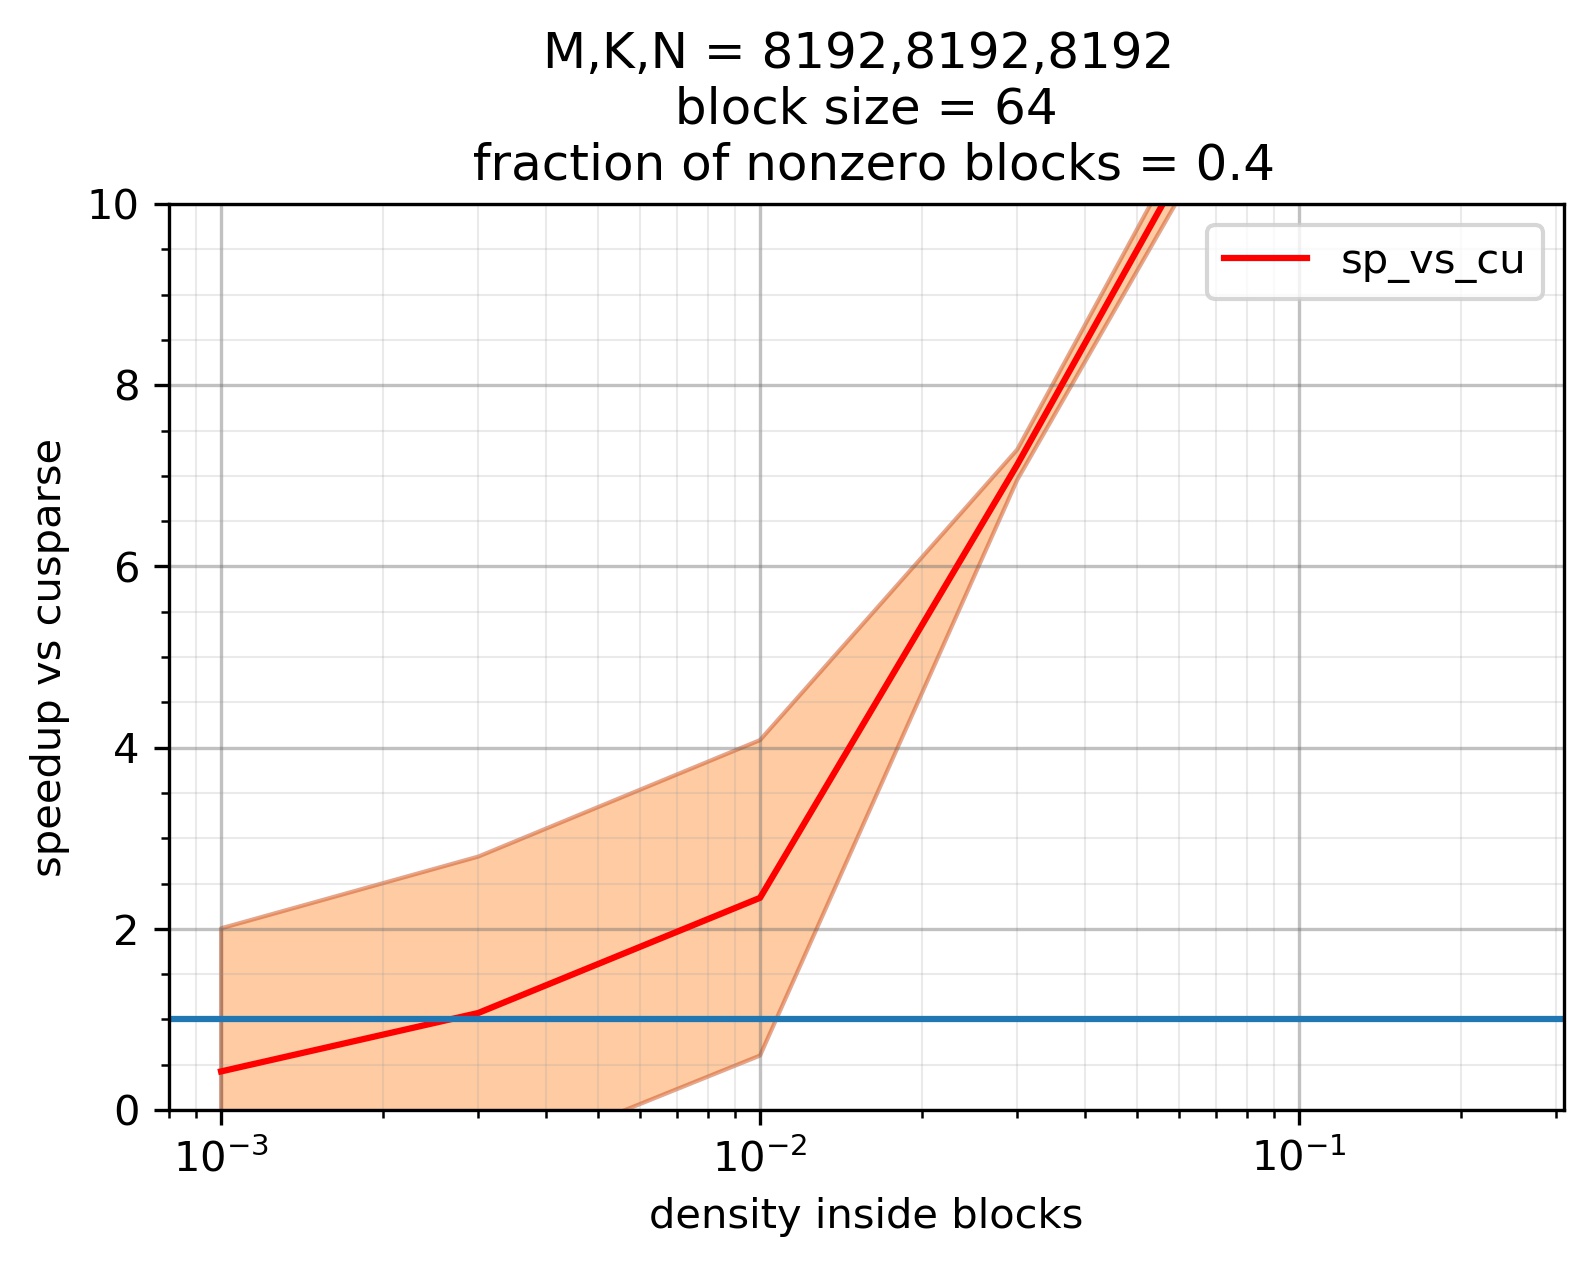 M,K,N = 8192,8192,8192
block size = 64
fraction of nonzero blocks = 0.4
10
8
6
4
2
0
speedup vs cusparse
sp_vs_cu
10⁻³
10⁻²
10⁻¹
density inside blocks